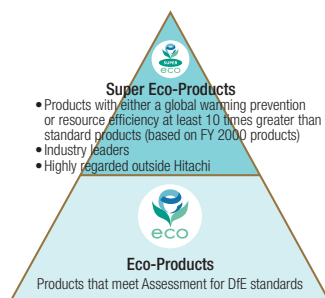 SUPER
eco
Super Eco-Products
• Products with either a global warming prevention
or resource efficiency at least 10 times greater than
standard products (based on FY 2000 products)
• Industry leaders
• Highly regarded outside Hitachi
eco
Eco-Products
Products that meet Assessment for DfE standards